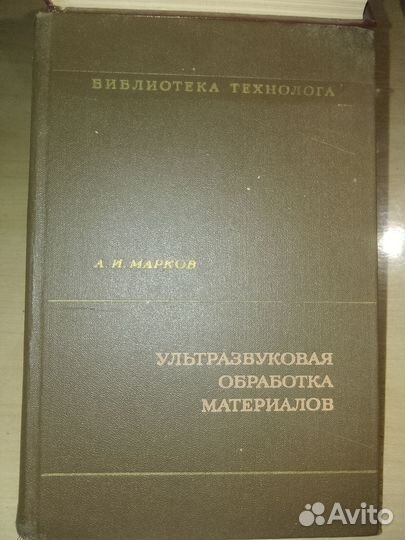 БИБЛИОТЕКА ТЕХНОЛОГА
А. И. МАРКОВ
УЛЬТРАЗВУКОВАЯ
ОБРАБОТКА
МАТЕРИАЛОВ
Avito